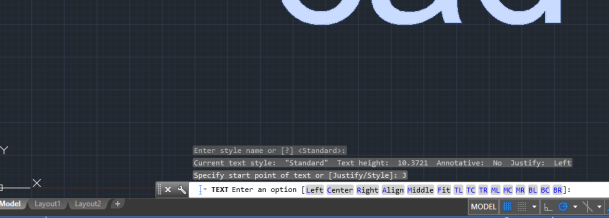 Y
Enter style name or [?] <Standard>:
Current text style: "Standard" Text height: 10.3721 Annotative: No Justify: Left
Specify start point of text or [Justify/Style]: J
X
TEXT Enter an option [Left Center Right Align Middle Fit TL TC TR ML MC MR BL BC BR]:
Model Layout1 Layout2 +
MODEL